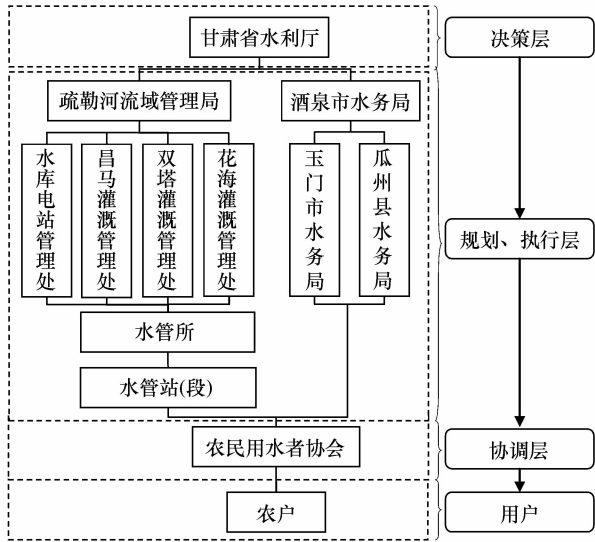 甘肃省水利厅
决策层
疏勒河流域管理局
酒泉市水务局
水库电站管理处
昌马灌溉管理处
双塔灌溉管理处
花海灌溉管理处
玉门市水务局
瓜州县水务局
规划、执行层
水管所
水管站(段)
农民用水者协会
协调层
农户
用户